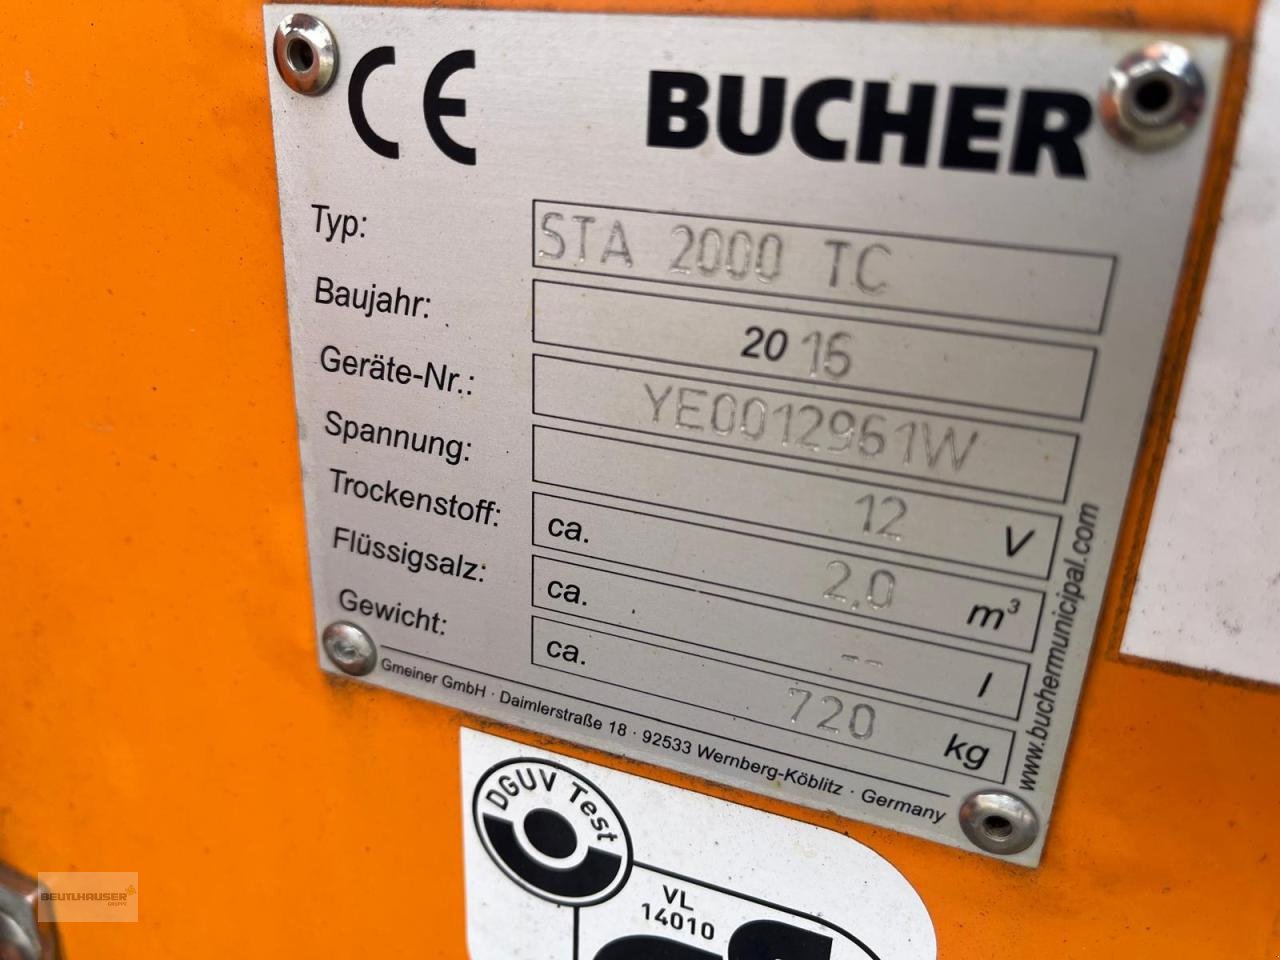 CE BUCHER
Typ: STA 2000 TC
Baujahr: 2016
Geräte-Nr.: YE0012961W
Spannung: 12 V
Trockenstoff: ca. 2,0 m³
Flüssigsalz: ca. -- l
Gewicht: ca. 720 kg
Gmeiner GmbH · Daimlerstraße 18 · 92533 Wernberg-Köblitz · Germany
www.buchermunicipal.com
DGUV Test
VL
14010
BEUTLHAUSER
GRUPPE